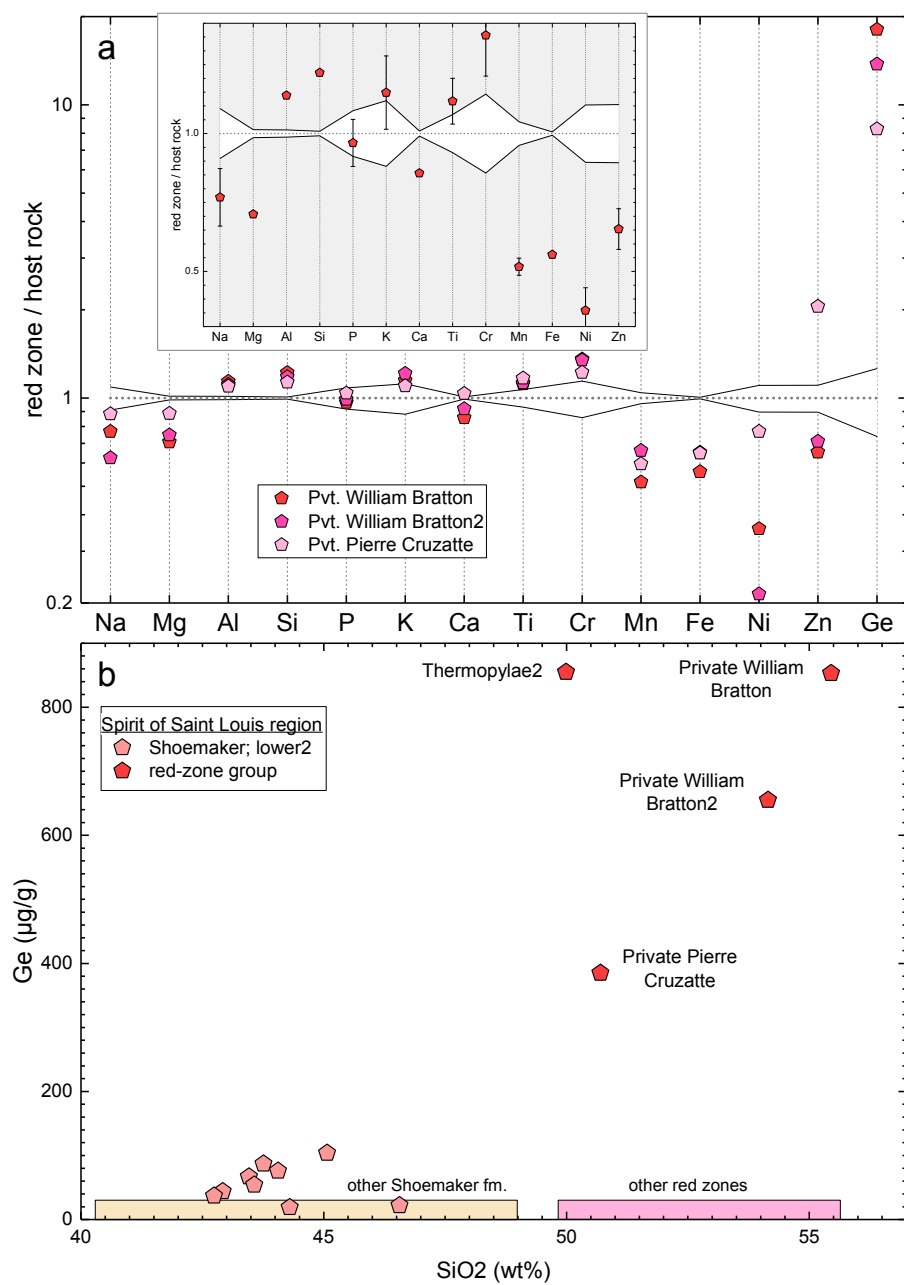 a
10
1
0.2
red zone / host rock
1.0
0.5
red zone / host rock
Na Mg Al Si P K Ca Ti Cr Mn Fe Ni Zn
Pvt. William Bratton
Pvt. William Bratton2
Pvt. Pierre Cruzatte
Na Mg Al Si P K Ca Ti Cr Mn Fe Ni Zn Ge
b
Thermopylae2
Private William
Bratton
Spirit of Saint Louis region
Shoemaker; lower2
red-zone group
Private William
Bratton2
Private Pierre
Cruzatte
other Shoemaker fm.
other red zones
800
600
400
200
0
Ge (µg/g)
40 45 50 55
SiO2 (wt%)